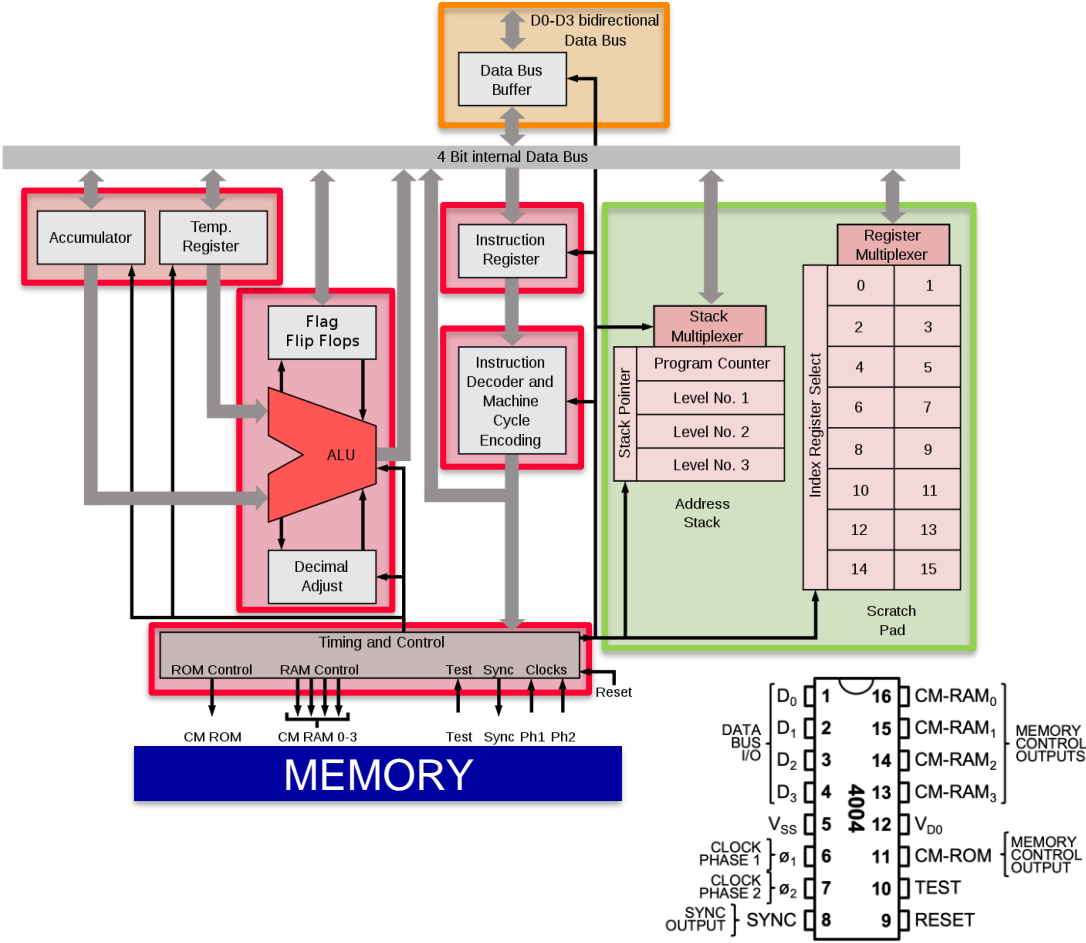 D0-D3 bidirectional
Data Bus
Data Bus
Buffer
4 Bit internal Data Bus
Accumulator
Temp.
Register
Flag
Flip Flops
ALU
Decimal
Adjust
Instruction
Register
Instruction
Decoder and
Machine
Cycle
Encoding
Stack
Multiplexer
Stack Pointer
Program Counter
Level No. 1
Level No. 2
Level No. 3
Address
Stack
Register
Multiplexer
Index Register Select
0 1
2 3
4 5
6 7
8 9
10 11
12 13
14 15
Scratch
Pad
Timing and Control
ROM Control RAM Control Test Sync Clocks
Reset
CM ROM CM RAM 0-3 Test Sync Ph1 Ph2
MEMORY
4004
DATA
BUS
I/O
D0 1
D1 2
D2 3
D3 4
VSS 5
CLOCK
PHASE 1
ø1 6
CLOCK
PHASE 2
ø2 7
SYNC
OUTPUT
SYNC 8
16 CM-RAM0
15 CM-RAM1
14 CM-RAM2
13 CM-RAM3
MEMORY
CONTROL
OUTPUTS
12 VD0
11 CM-ROM
MEMORY
CONTROL
OUTPUT
10 TEST
9 RESET